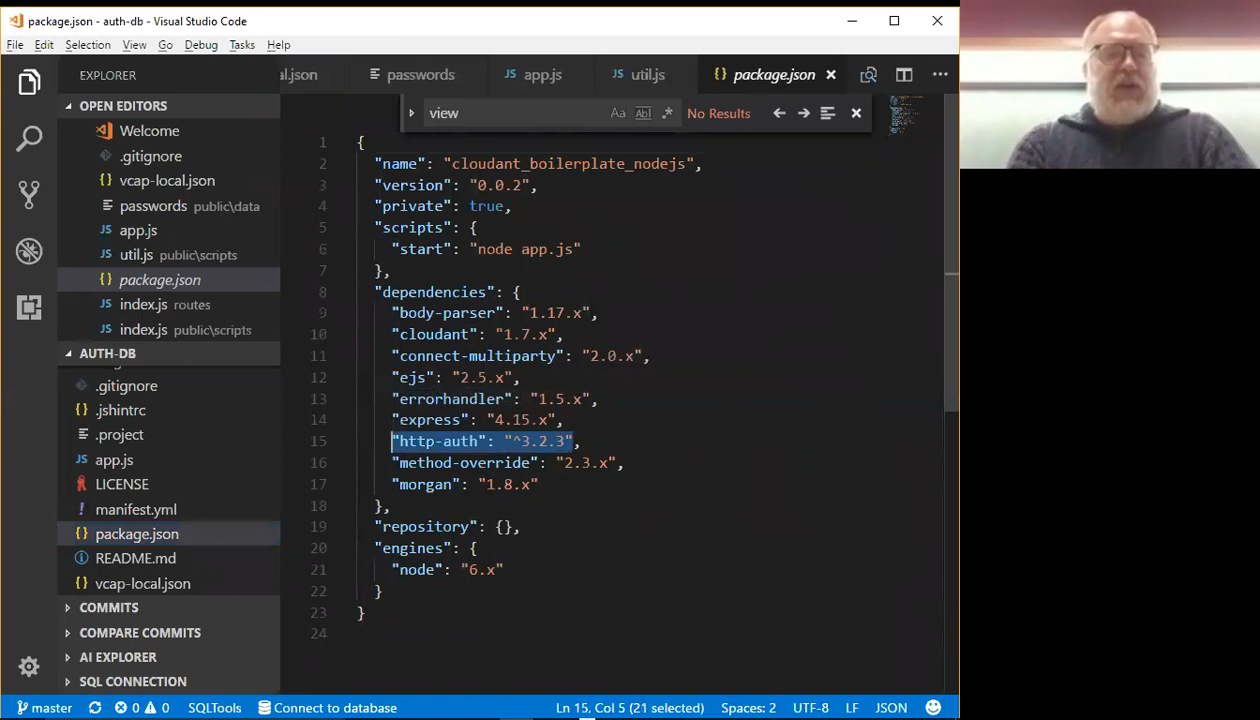 package.json - auth-db - Visual Studio Code
File Edit Selection View Go Debug Tasks Help
EXPLORER
OPEN EDITORS
Welcome
.gitignore
vcap-local.json
passwords public\data
app.js
util.js public\scripts
package.json
index.js routes
index.js public\scripts
AUTH-DB
.gitignore
.jshintrc
.project
app.js
LICENSE
manifest.yml
package.json
README.md
vcap-local.json
COMMITS
COMPARE COMMITS
AI EXPLORER
SQL CONNECTION
al.json passwords app.js util.js package.json
view Aa Abl .* No Results
1 {
2 "name": "cloudant_boilerplate_nodejs",
3 "version": "0.0.2",
4 "private": true,
5 "scripts": {
6 "start": "node app.js"
7 },
8 "dependencies": {
9 "body-parser": "1.17.x",
10 "cloudant": "1.7.x",
11 "connect-multiparty": "2.0.x",
12 "ejs": "2.5.x",
13 "errorhandler": "1.5.x",
14 "express": "4.15.x",
15 "http-auth": "^3.2.3",
16 "method-override": "2.3.x",
17 "morgan": "1.8.x"
18 },
19 "repository": {},
20 "engines": {
21 "node": "6.x"
22 }
23 }
24
master 0 0 SQLTools Connect to database Ln 15, Col 5 (21 selected) Spaces: 2 UTF-8 LF JSON